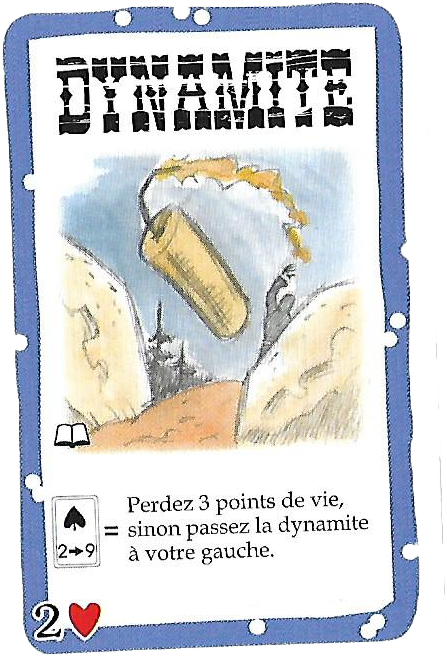 DYNAMITE
2→9
= Perdez 3 points de vie,
sinon passez la dynamite
à votre gauche.
2